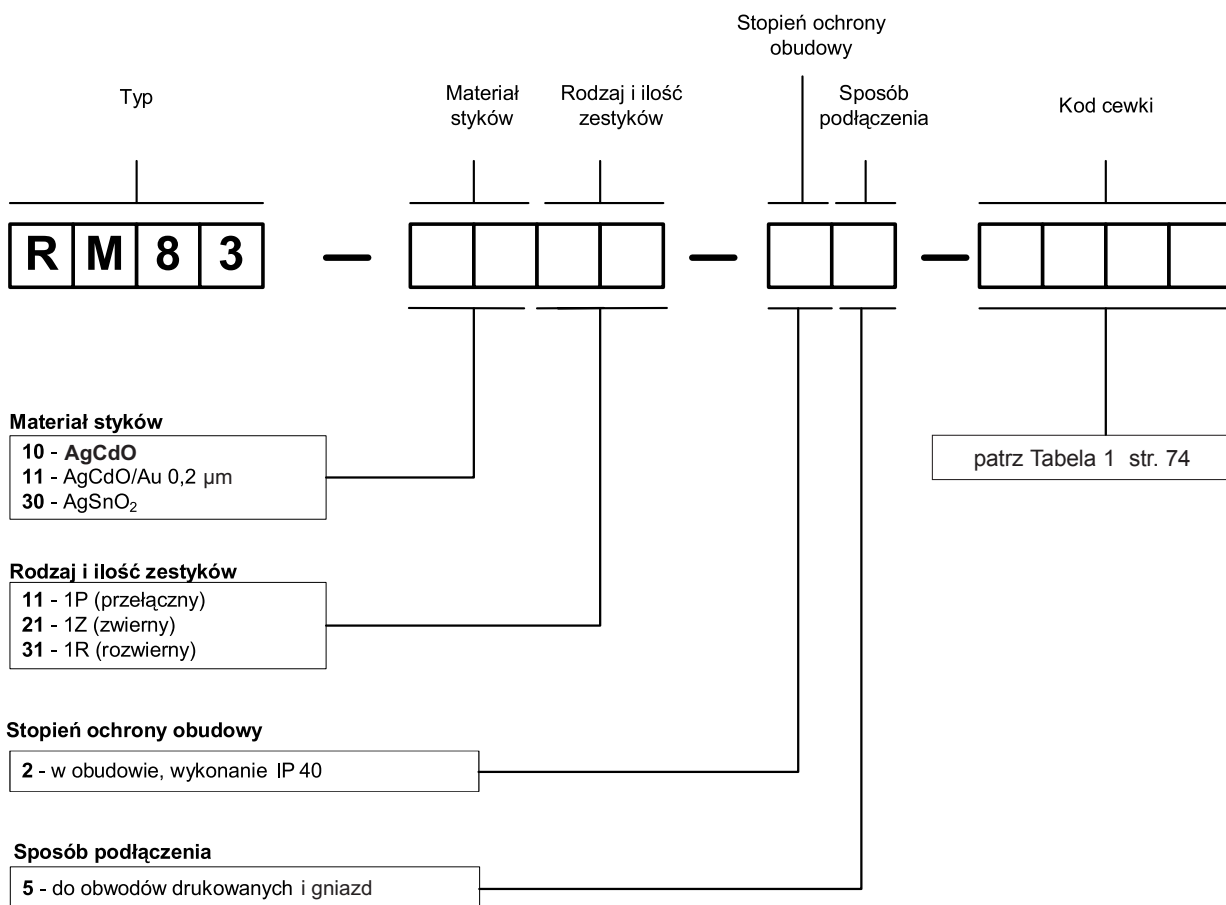 Stopień ochrony
obudowy
Typ
Materiał
styków
Rodzaj i ilość
zestyków
Sposób
podłączenia
Kod cewki
R M 8 3 — — —
Materiał styków
10 - AgCdO
11 - AgCdO/Au 0,2 µm
30 - AgSnO₂
patrz Tabela 1 str. 74
Rodzaj i ilość zestyków
11 - 1P (przełączny)
21 - 1Z (zwierny)
31 - 1R (rozwierny)
Stopień ochrony obudowy
2 - w obudowie, wykonanie IP 40
Sposób podłączenia
5 - do obwodów drukowanych i gniazd